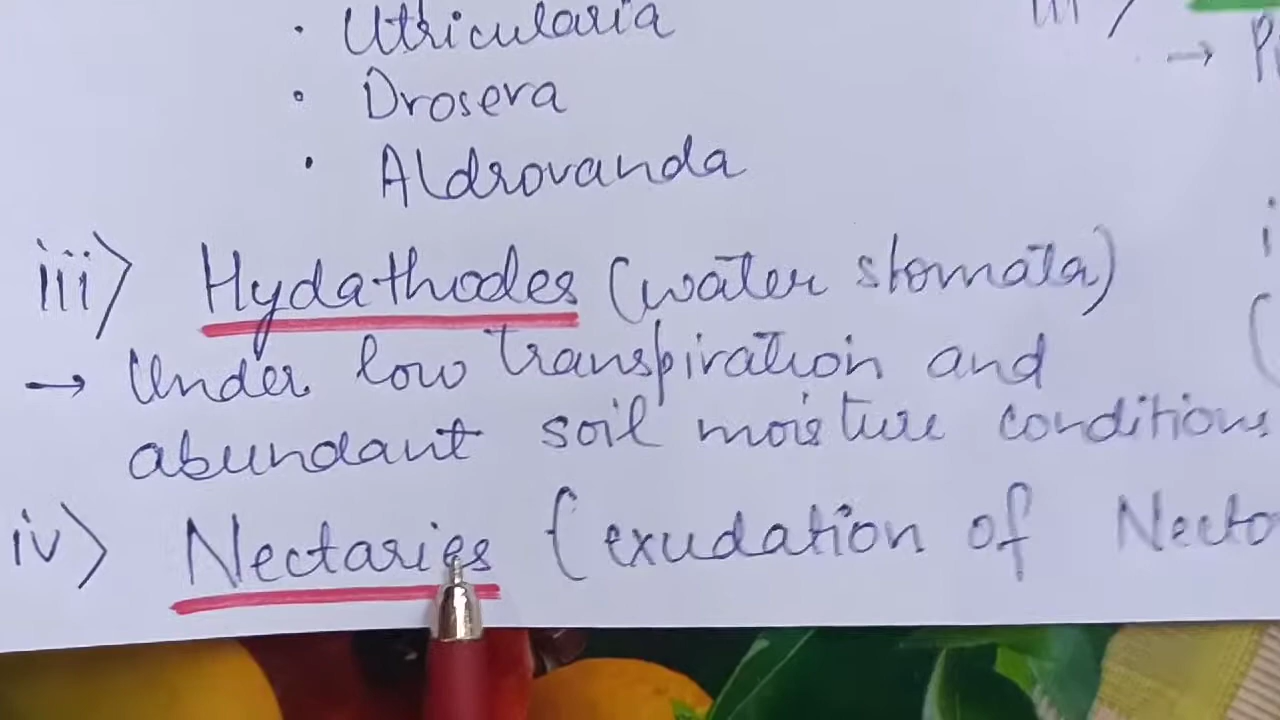 • Utricularia
• Drosera
• Aldrovanda
iii) Hydathodes (water stomata)
→ Under low transpiration and
abundant soil moisture conditions
iv) Nectaries (exudation of Necta